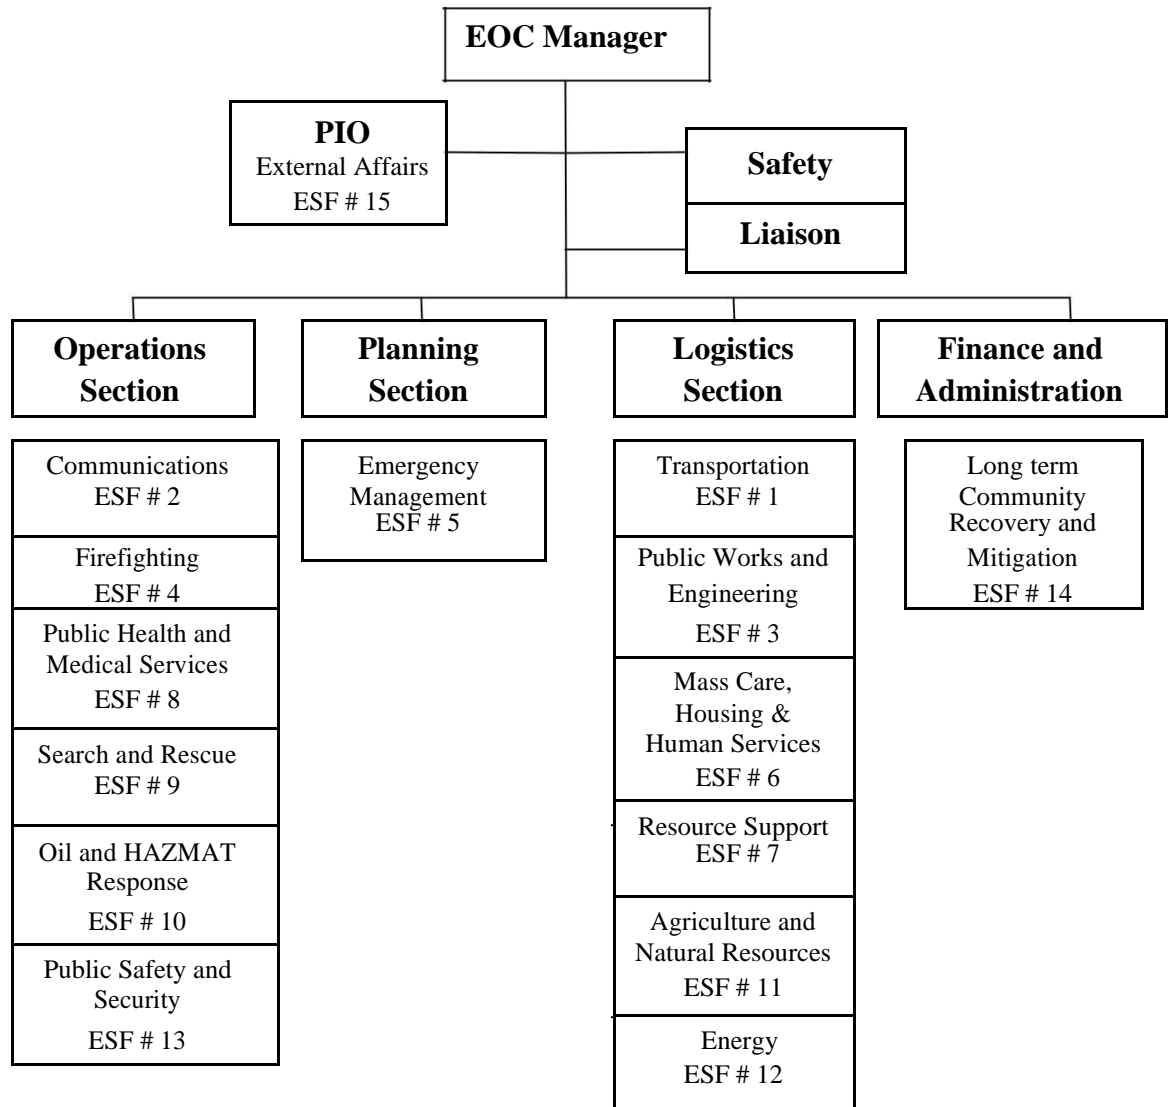 EOC Manager
PIO
External Affairs
ESF # 15
Safety
Liaison
Operations
Section
Planning
Section
Logistics
Section
Finance and
Administration
Communications
ESF # 2
Firefighting
ESF # 4
Public Health and
Medical Services
ESF # 8
Search and Rescue
ESF # 9
Oil and HAZMAT
Response
ESF # 10
Public Safety and
Security
ESF # 13
Emergency
Management
ESF # 5
Transportation
ESF # 1
Public Works and
Engineering
ESF # 3
Mass Care,
Housing &
Human Services
ESF # 6
Resource Support
ESF # 7
Agriculture and
Natural Resources
ESF # 11
Energy
ESF # 12
Long term
Community
Recovery and
Mitigation
ESF # 14